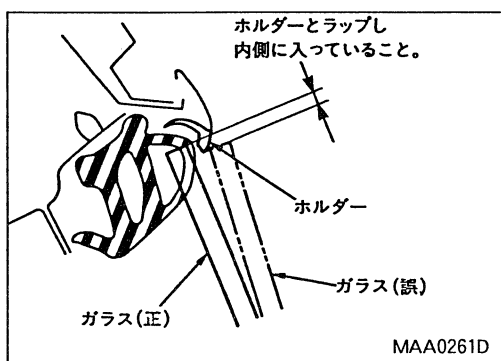 ホルダーとラップし
内側に入っていること。
ホルダー
ガラス(誤)
ガラス(正)
MAA0261D